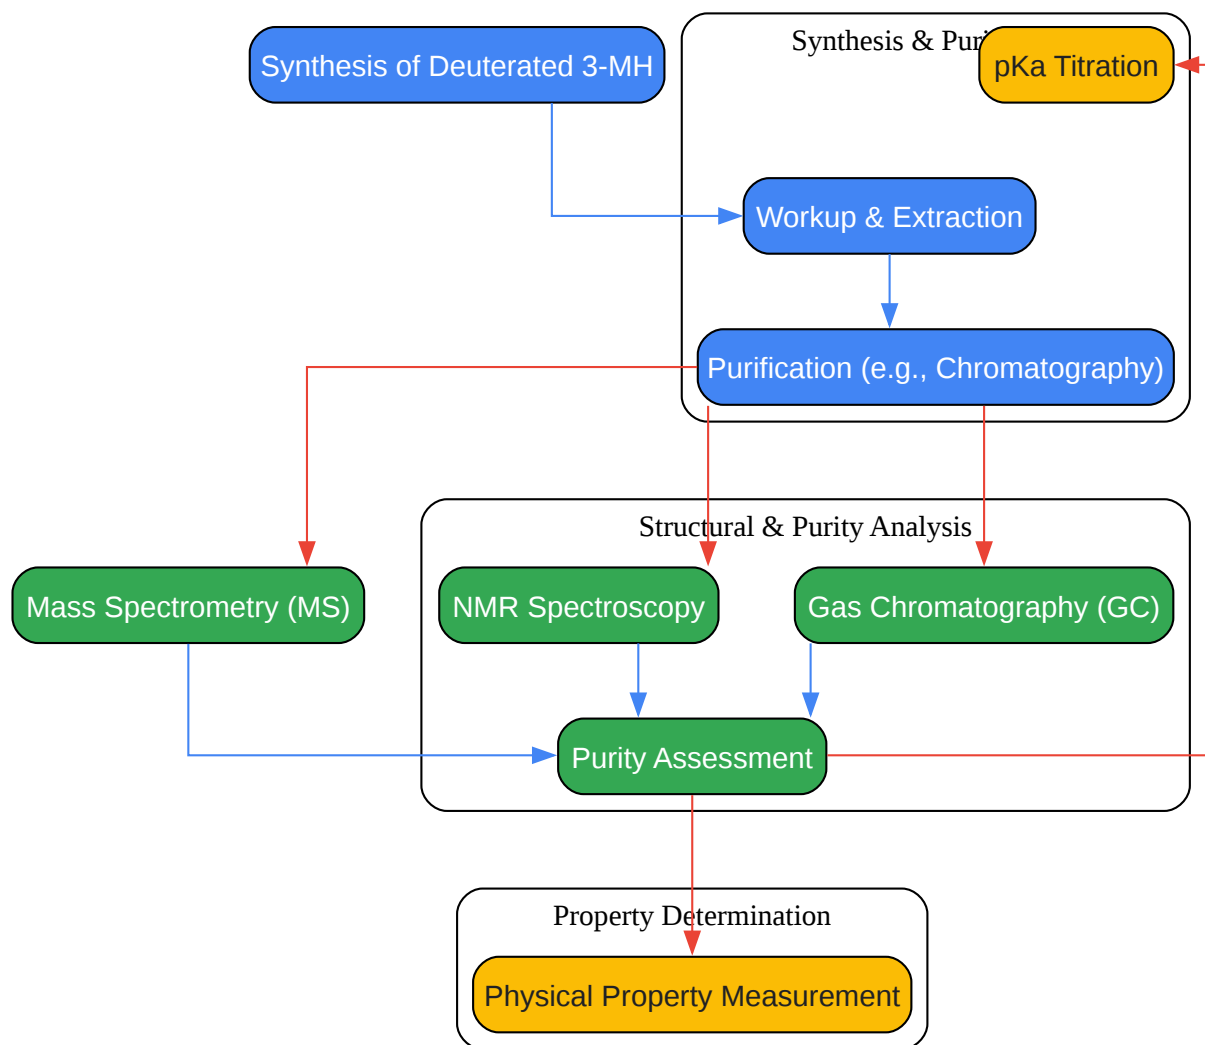 Synthesis of Deuterated 3-MH
Synthesis &
pKa Titration
Workup & Extraction
Purification (e.g., Chromatography)
Structural & Purity Analysis
Mass Spectrometry (MS)
NMR Spectroscopy
Gas Chromatography (GC)
Purity Assessment
Property Determination
Physical Property Measurement